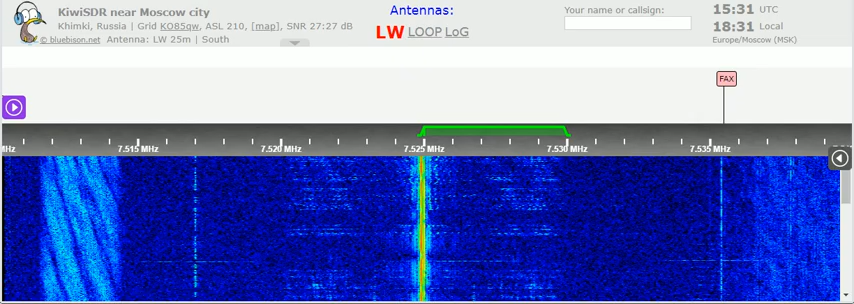 KiwiSDR near Moscow city
Khimki, Russia | Grid KO85qw, ASL 210, [map], SNR 27:27 dB
© bluebison.net Antenna: LW 25m | South
Antennas:
LW LOOP LoG
Your name or callsign:
15:31 UTC
18:31 Local
Europe/Moscow (MSK)
FAX
MHz 7.515 MHz 7.520 MHz 7.525 MHz 7.530 MHz 7.535 MHz